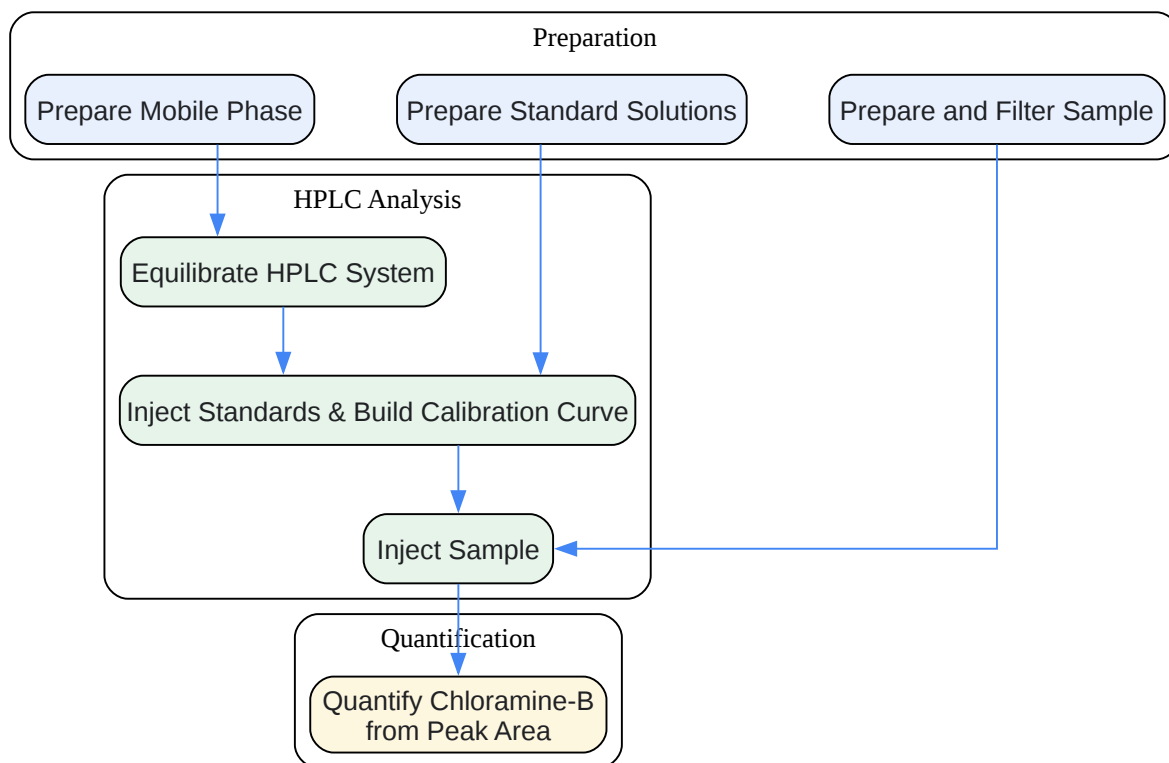 Preparation
Prepare Mobile Phase
Prepare Standard Solutions
Prepare and Filter Sample
HPLC Analysis
Equilibrate HPLC System
Inject Standards & Build Calibration Curve
Inject Sample
Quantification
Quantify Chloramine-B
from Peak Area